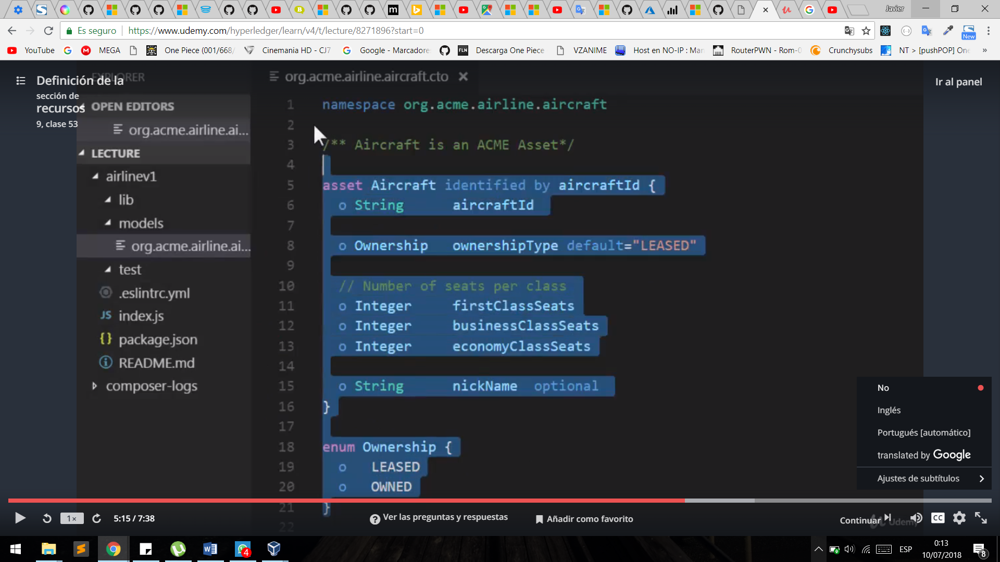 Javier
Es seguro https://www.udemy.com/hyperledger/learn/v4/t/lecture/8271896?start=0
New
YouTube MEGA One Piece (001/668/ Cinemania HD - CJ7 Google - Marcadore FLN Descarga One Piece VZANIME Host en NO-IP : Man RouterPWN - Rom-0 Crunchysubs NT > [pushPOP] One »
EXPLORER
Definición de la
sección de
recursos
9, clase 53
Ir al panel
OPEN EDITORS
org.acme.airline.ai...
LECTURE
airlinev1
lib
models
org.acme.airline.ai...
test
.eslintrc.yml
JS index.js
{} package.json
README.md
composer-logs
org.acme.airline.aircraft.cto
1 namespace org.acme.airline.aircraft
2
3 /** Aircraft is an ACME Asset*/
4
5 asset Aircraft identified by aircraftId {
6 o String aircraftId
7
8 o Ownership ownershipType default="LEASED"
9
10 // Number of seats per class
11 o Integer firstClassSeats
12 o Integer businessClassSeats
13 o Integer economyClassSeats
14
15 o String nickName optional
16 }
17
18 enum Ownership {
19 o LEASED
20 o OWNED
21 }
22
No
Inglés
Portugués [automático]
translated by Google
Ajustes de subtítulos
1× 5:15 / 7:38
? Ver las preguntas y respuestas
Añadir como favorito
Continuar
Udemy
CC
4
ESP
0:13
10/07/2018
8